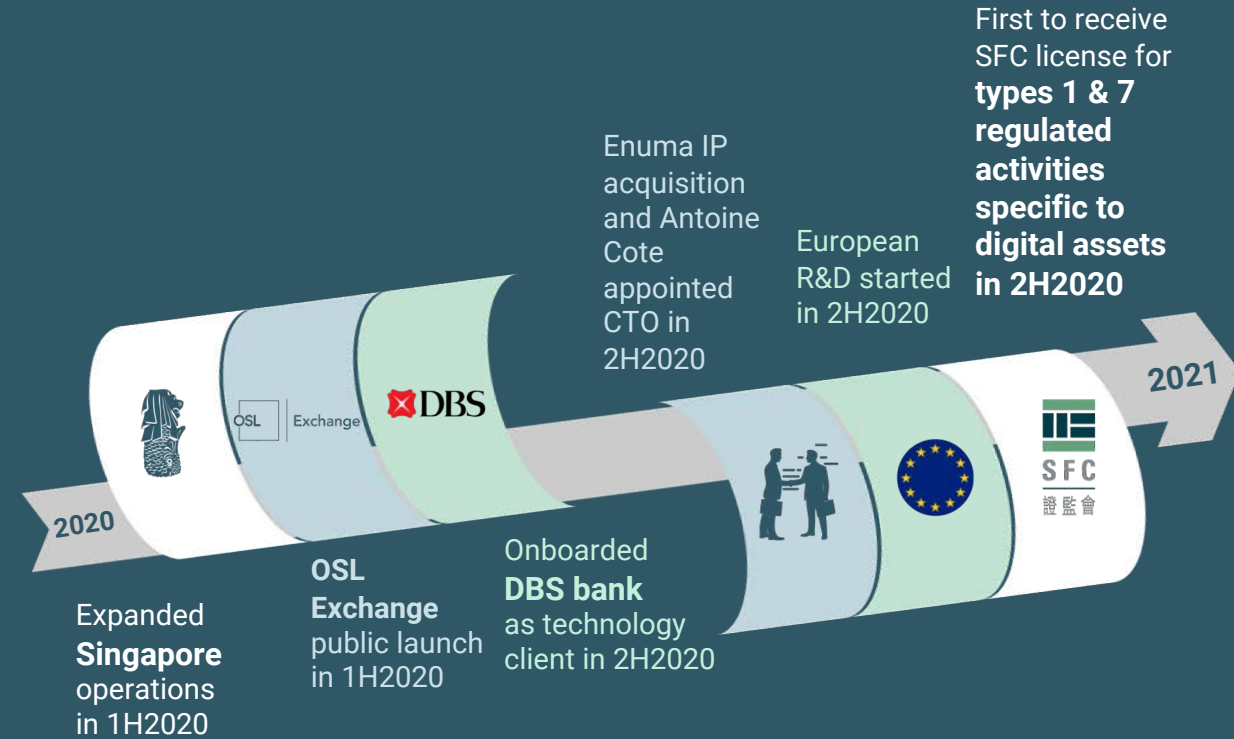 2020
Expanded
Singapore
operations
in 1H2020
OSL
Exchange
OSL
Exchange
public launch
in 1H2020
DBS
Onboarded
DBS bank
as technology
client in 2H2020
Enuma IP
acquisition
and Antoine
Cote
appointed
CTO in
2H2020
European
R&D started
in 2H2020
First to receive
SFC license for
types 1 & 7
regulated
activities
specific to
digital assets
in 2H2020
SFC
證監會
2021